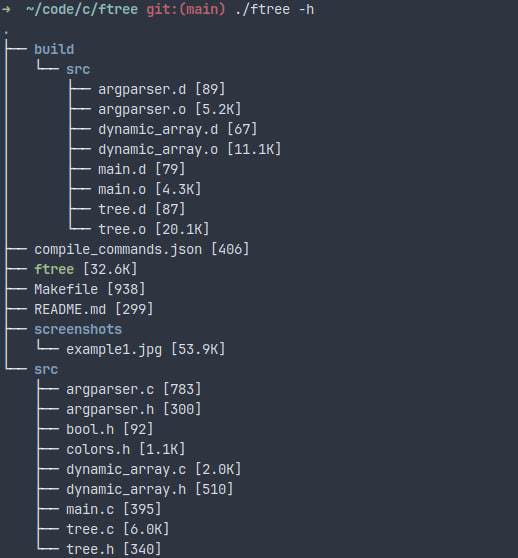 → ~/code/c/ftree git:(main) ./ftree -h
.
├── build
│   └── src
│       ├── argparser.d [89]
│       ├── argparser.o [5.2K]
│       ├── dynamic_array.d [67]
│       ├── dynamic_array.o [11.1K]
│       ├── main.d [79]
│       ├── main.o [4.3K]
│       ├── tree.d [87]
│       └── tree.o [20.1K]
├── compile_commands.json [406]
├── ftree [32.6K]
├── Makefile [938]
├── README.md [299]
├── screenshots
│   └── example1.jpg [53.9K]
└── src
    ├── argparser.c [783]
    ├── argparser.h [300]
    ├── bool.h [92]
    ├── colors.h [1.1K]
    ├── dynamic_array.c [2.0K]
    ├── dynamic_array.h [510]
    ├── main.c [395]
    ├── tree.c [6.0K]
    └── tree.h [340]